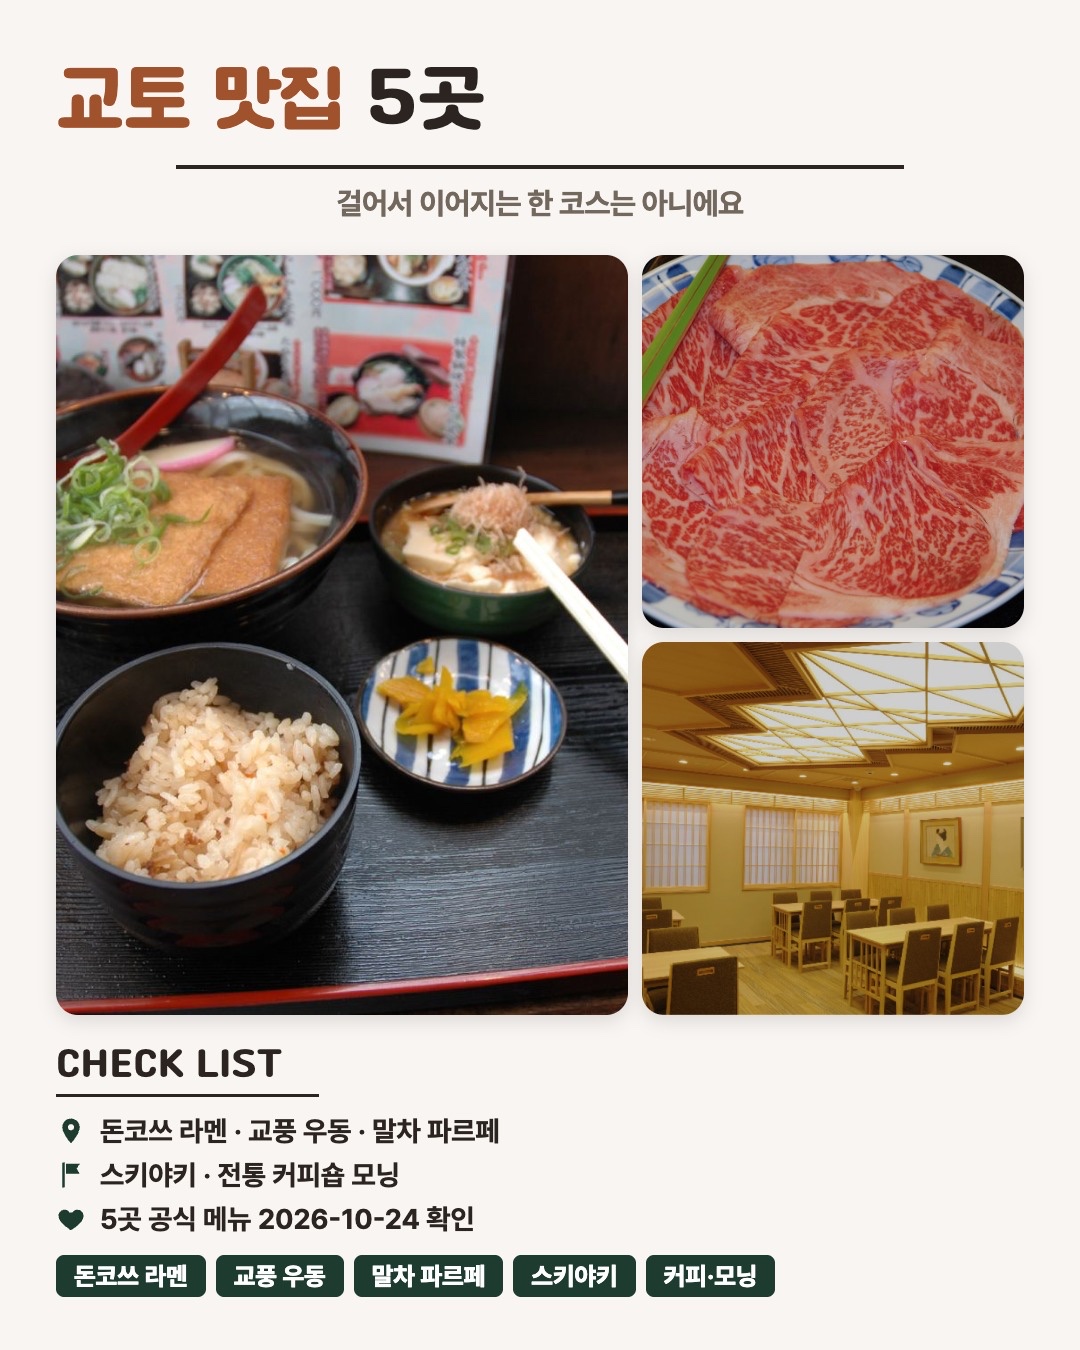 교토 맛집 5곳
걸어서 이어지는 한 코스는 아니에요
CHECK LIST
돈코쓰 라멘 · 교풍 우동 · 말차 파르페
스키야키 · 전통 커피숍 모닝
5곳 공식 메뉴 2026-10-24 확인
돈코쓰 라멘 교풍 우동 말차 파르페 스키야키 커피·모닝